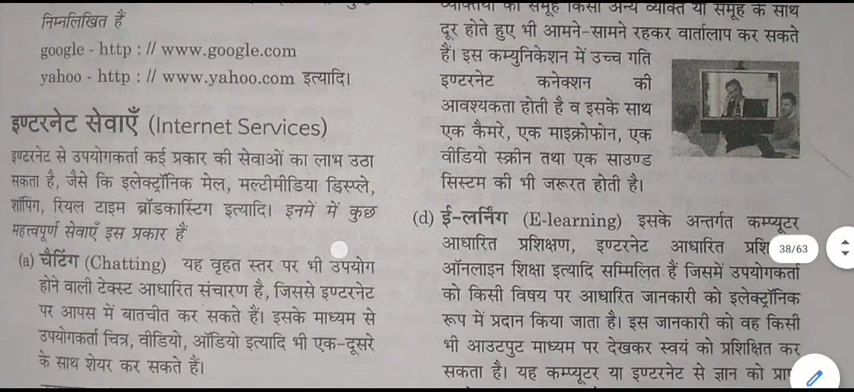 निम्नलिखित हैं
google - http : // www.google.com
yahoo - http : // www.yahoo.com इत्यादि।
इण्टरनेट सेवाएँ (Internet Services)
इण्टरनेट से उपयोगकर्ता कई प्रकार की सेवाओं का लाभ उठा
सकता है, जैसे कि इलेक्ट्रॉनिक मेल, मल्टीमीडिया डिस्प्ले,
शॉपिंग, रियल टाइम ब्रॉडकास्टिंग इत्यादि। इनमें में कुछ
महत्त्वपूर्ण सेवाएँ इस प्रकार हैं
(a) चैटिंग (Chatting) यह वृहत स्तर पर भी उपयोग
होने वाली टेक्स्ट आधारित संचारण है, जिससे इण्टरनेट
पर आपस में बातचीत कर सकते हैं। इसके माध्यम से
उपयोगकर्ता चित्र, वीडियो, ऑडियो इत्यादि भी एक-दूसरे
के साथ शेयर कर सकते हैं।
व्यक्तियों का समूह किसी अन्य व्यक्ति या समूह के साथ
दूर होते हुए भी आमने-सामने रहकर वार्तालाप कर सकते
हैं। इस कम्युनिकेशन में उच्च गति
इण्टरनेट कनेक्शन की
आवश्यकता होती है व इसके साथ
एक कैमरे, एक माइक्रोफोन, एक
वीडियो स्क्रीन तथा एक साउण्ड
सिस्टम की भी जरूरत होती है।
(d) ई-लर्निंग (E-learning) इसके अन्तर्गत कम्प्यूटर
आधारित प्रशिक्षण, इण्टरनेट आधारित
38/63
ऑनलाइन शिक्षा इत्यादि सम्मिलित हैं जिसमें उपयोगकर्ता
को किसी विषय पर आधारित जानकारी को इलेक्ट्रॉनिक
रूप में प्रदान किया जाता है। इस जानकारी को वह किसी
भी आउटपुट माध्यम पर देखकर स्वयं को प्रशिक्षित कर
सकता है। यह कम्प्यूटर या इण्टरनेट से ज्ञान को